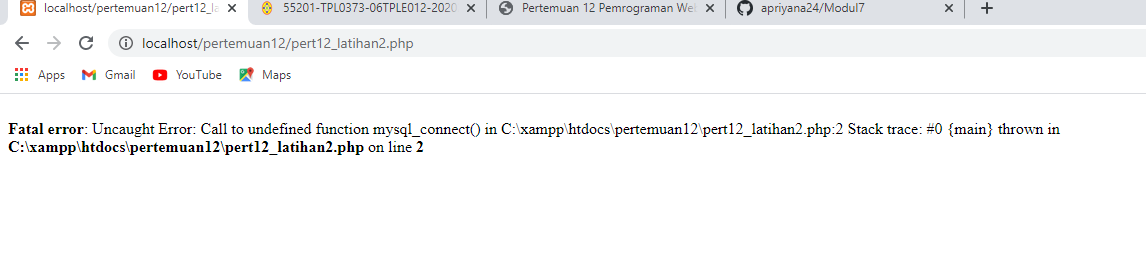 localhost/pertemuan12/pert12_la
55201-TPL0373-06TPLE012-2020
Pertemuan 12 Pemrograman Wel
apriyana24/Modul7
localhost/pertemuan12/pert12_latihan2.php
Apps Gmail YouTube Maps
Fatal error: Uncaught Error: Call to undefined function mysql_connect() in C:\xampp\htdocs\pertemuan12\pert12_latihan2.php:2 Stack trace: #0 {main} thrown in
C:\xampp\htdocs\pertemuan12\pert12_latihan2.php on line 2